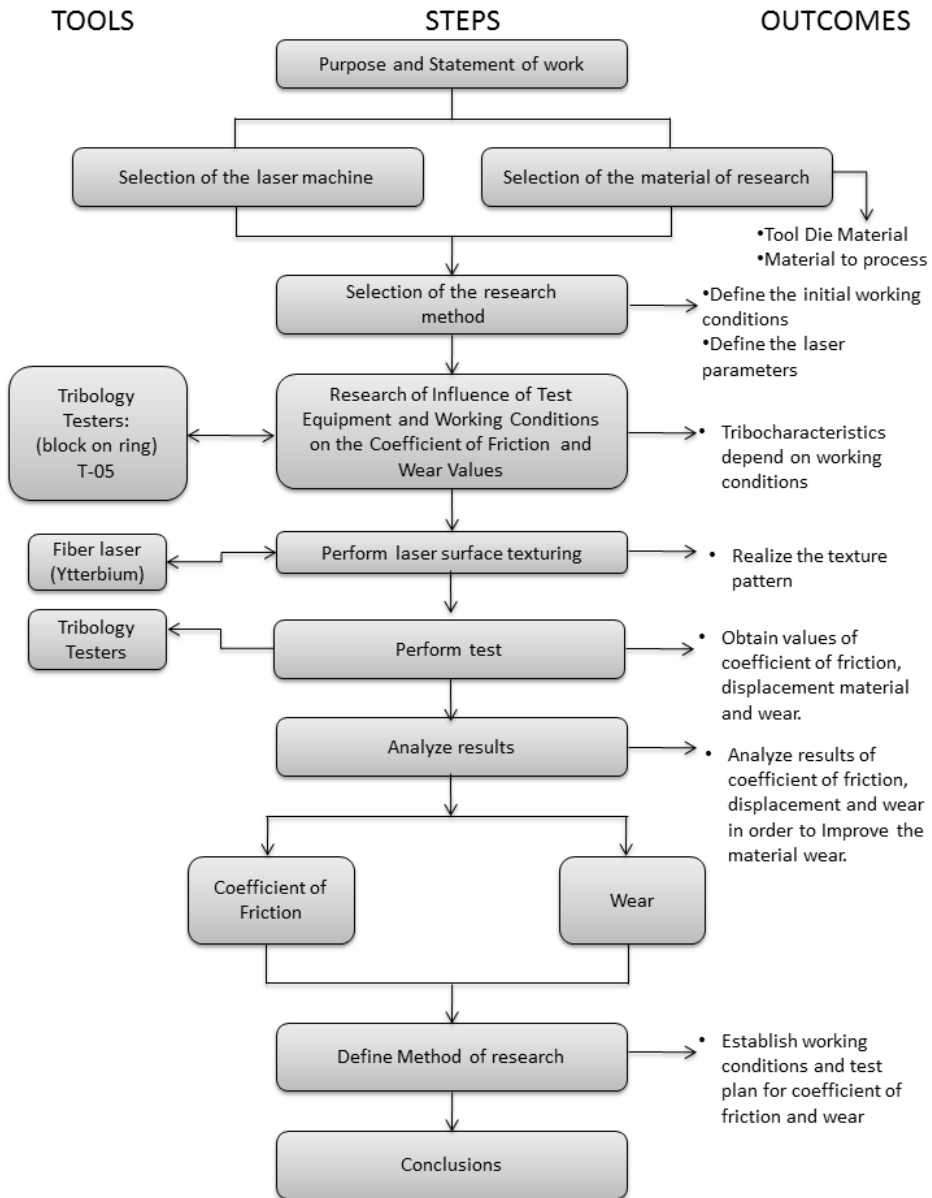 TOOLS
STEPS
OUTCOMES
Purpose and Statement of work
Selection of the laser machine
Selection of the material of research
•Tool Die Material
•Material to process
Selection of the research
method
•Define the initial working
conditions
•Define the laser
parameters
Tribology
Testers:
(block on ring)
T-05
Research of Influence of Test
Equipment and Working Conditions
on the Coefficient of Friction and
Wear Values
• Tribocharacteristics
depend on working
conditions
Fiber laser
(Ytterbium)
Perform laser surface texturing
• Realize the texture
pattern
Tribology
Testers
Perform test
• Obtain values of
coefficient of friction,
displacement material
and wear.
Analyze results
• Analyze results of
coefficient of friction,
displacement and wear
in order to Improve the
material wear.
Coefficient of
Friction
Wear
Define Method of research
• Establish working
conditions and test
plan for coefficient of
friction and wear
Conclusions